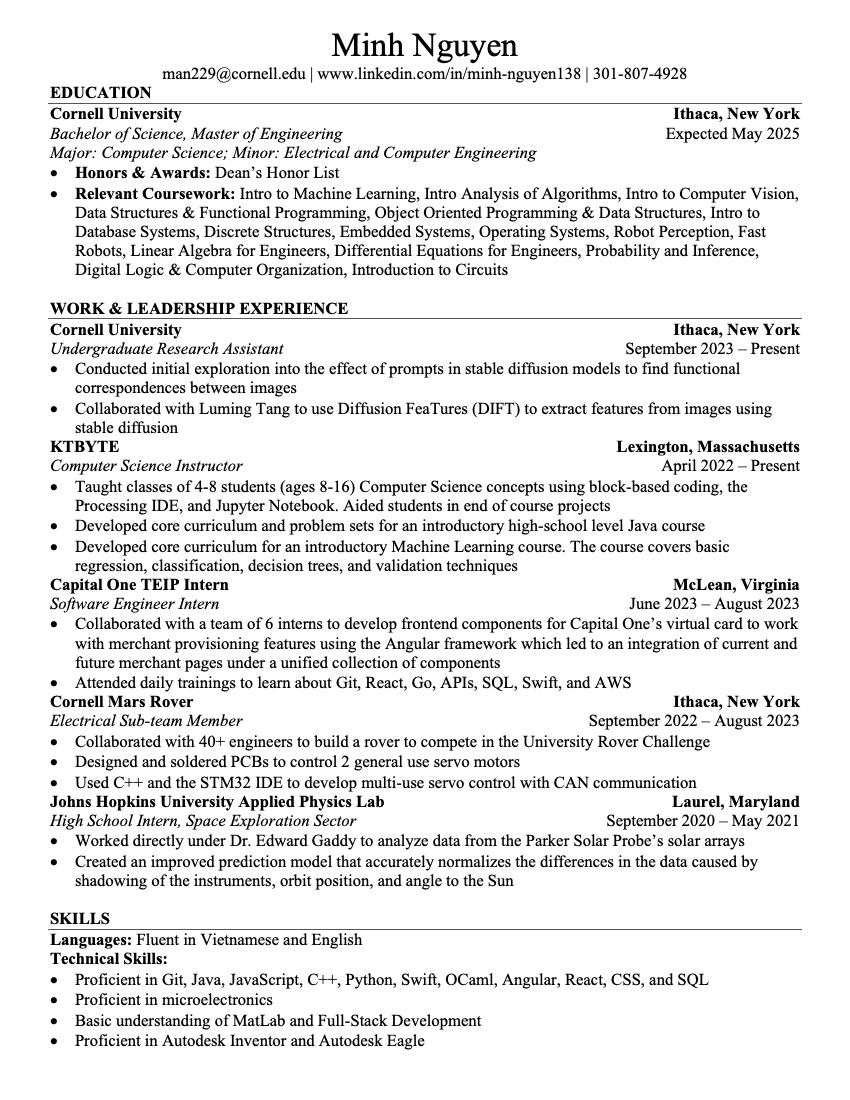 Minh Nguyen
man229@cornell.edu | www.linkedin.com/in/minh-nguyen138 | 301-807-4928
EDUCATION
Cornell University Ithaca, New York
Bachelor of Science, Master of Engineering Expected May 2025
Major: Computer Science; Minor: Electrical and Computer Engineering
• Honors & Awards: Dean's Honor List
• Relevant Coursework: Intro to Machine Learning, Intro Analysis of Algorithms, Intro to Computer Vision,
Data Structures & Functional Programming, Object Oriented Programming & Data Structures, Intro to
Database Systems, Discrete Structures, Embedded Systems, Operating Systems, Robot Perception, Fast
Robots, Linear Algebra for Engineers, Differential Equations for Engineers, Probability and Inference,
Digital Logic & Computer Organization, Introduction to Circuits
WORK & LEADERSHIP EXPERIENCE
Cornell University Ithaca, New York
Undergraduate Research Assistant September 2023 – Present
• Conducted initial exploration into the effect of prompts in stable diffusion models to find functional
correspondences between images
• Collaborated with Luming Tang to use Diffusion FeaTures (DIFT) to extract features from images using
stable diffusion
KTBYTE Lexington, Massachusetts
Computer Science Instructor April 2022 – Present
• Taught classes of 4-8 students (ages 8-16) Computer Science concepts using block-based coding, the
Processing IDE, and Jupyter Notebook. Aided students in end of course projects
• Developed core curriculum and problem sets for an introductory high-school level Java course
• Developed core curriculum for an introductory Machine Learning course. The course covers basic
regression, classification, decision trees, and validation techniques
Capital One TEIP Intern McLean, Virginia
Software Engineer Intern June 2023 – August 2023
• Collaborated with a team of 6 interns to develop frontend components for Capital One's virtual card to work
with merchant provisioning features using the Angular framework which led to an integration of current and
future merchant pages under a unified collection of components
• Attended daily trainings to learn about Git, React, Go, APIs, SQL, Swift, and AWS
Cornell Mars Rover Ithaca, New York
Electrical Sub-team Member September 2022 – August 2023
• Collaborated with 40+ engineers to build a rover to compete in the University Rover Challenge
• Designed and soldered PCBs to control 2 general use servo motors
• Used C++ and the STM32 IDE to develop multi-use servo control with CAN communication
Johns Hopkins University Applied Physics Lab Laurel, Maryland
High School Intern, Space Exploration Sector September 2020 – May 2021
• Worked directly under Dr. Edward Gaddy to analyze data from the Parker Solar Probe's solar arrays
• Created an improved prediction model that accurately normalizes the differences in the data caused by
shadowing of the instruments, orbit position, and angle to the Sun
SKILLS
Languages: Fluent in Vietnamese and English
Technical Skills:
• Proficient in Git, Java, JavaScript, C++, Python, Swift, OCaml, Angular, React, CSS, and SQL
• Proficient in microelectronics
• Basic understanding of MatLab and Full-Stack Development
• Proficient in Autodesk Inventor and Autodesk Eagle